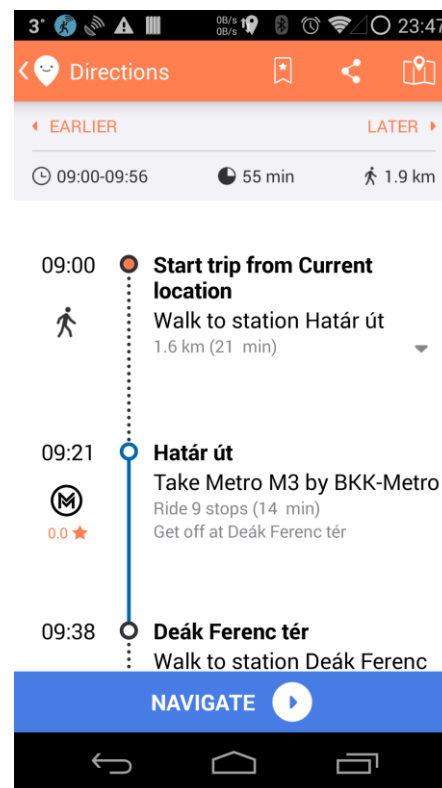 3° 0B/s 0B/s 19 23:47
Directions
EARLIER LATER
09:00-09:56 55 min 1.9 km
09:00 Start trip from Current
location
Walk to station Határ út
1.6 km (21 min)
09:21 Határ út
Take Metro M3 by BKK-Metro
Ride 9 stops (14 min)
0.0 Get off at Deák Ferenc tér
09:38 Deák Ferenc tér
Walk to station Deák Ferenc
NAVIGATE